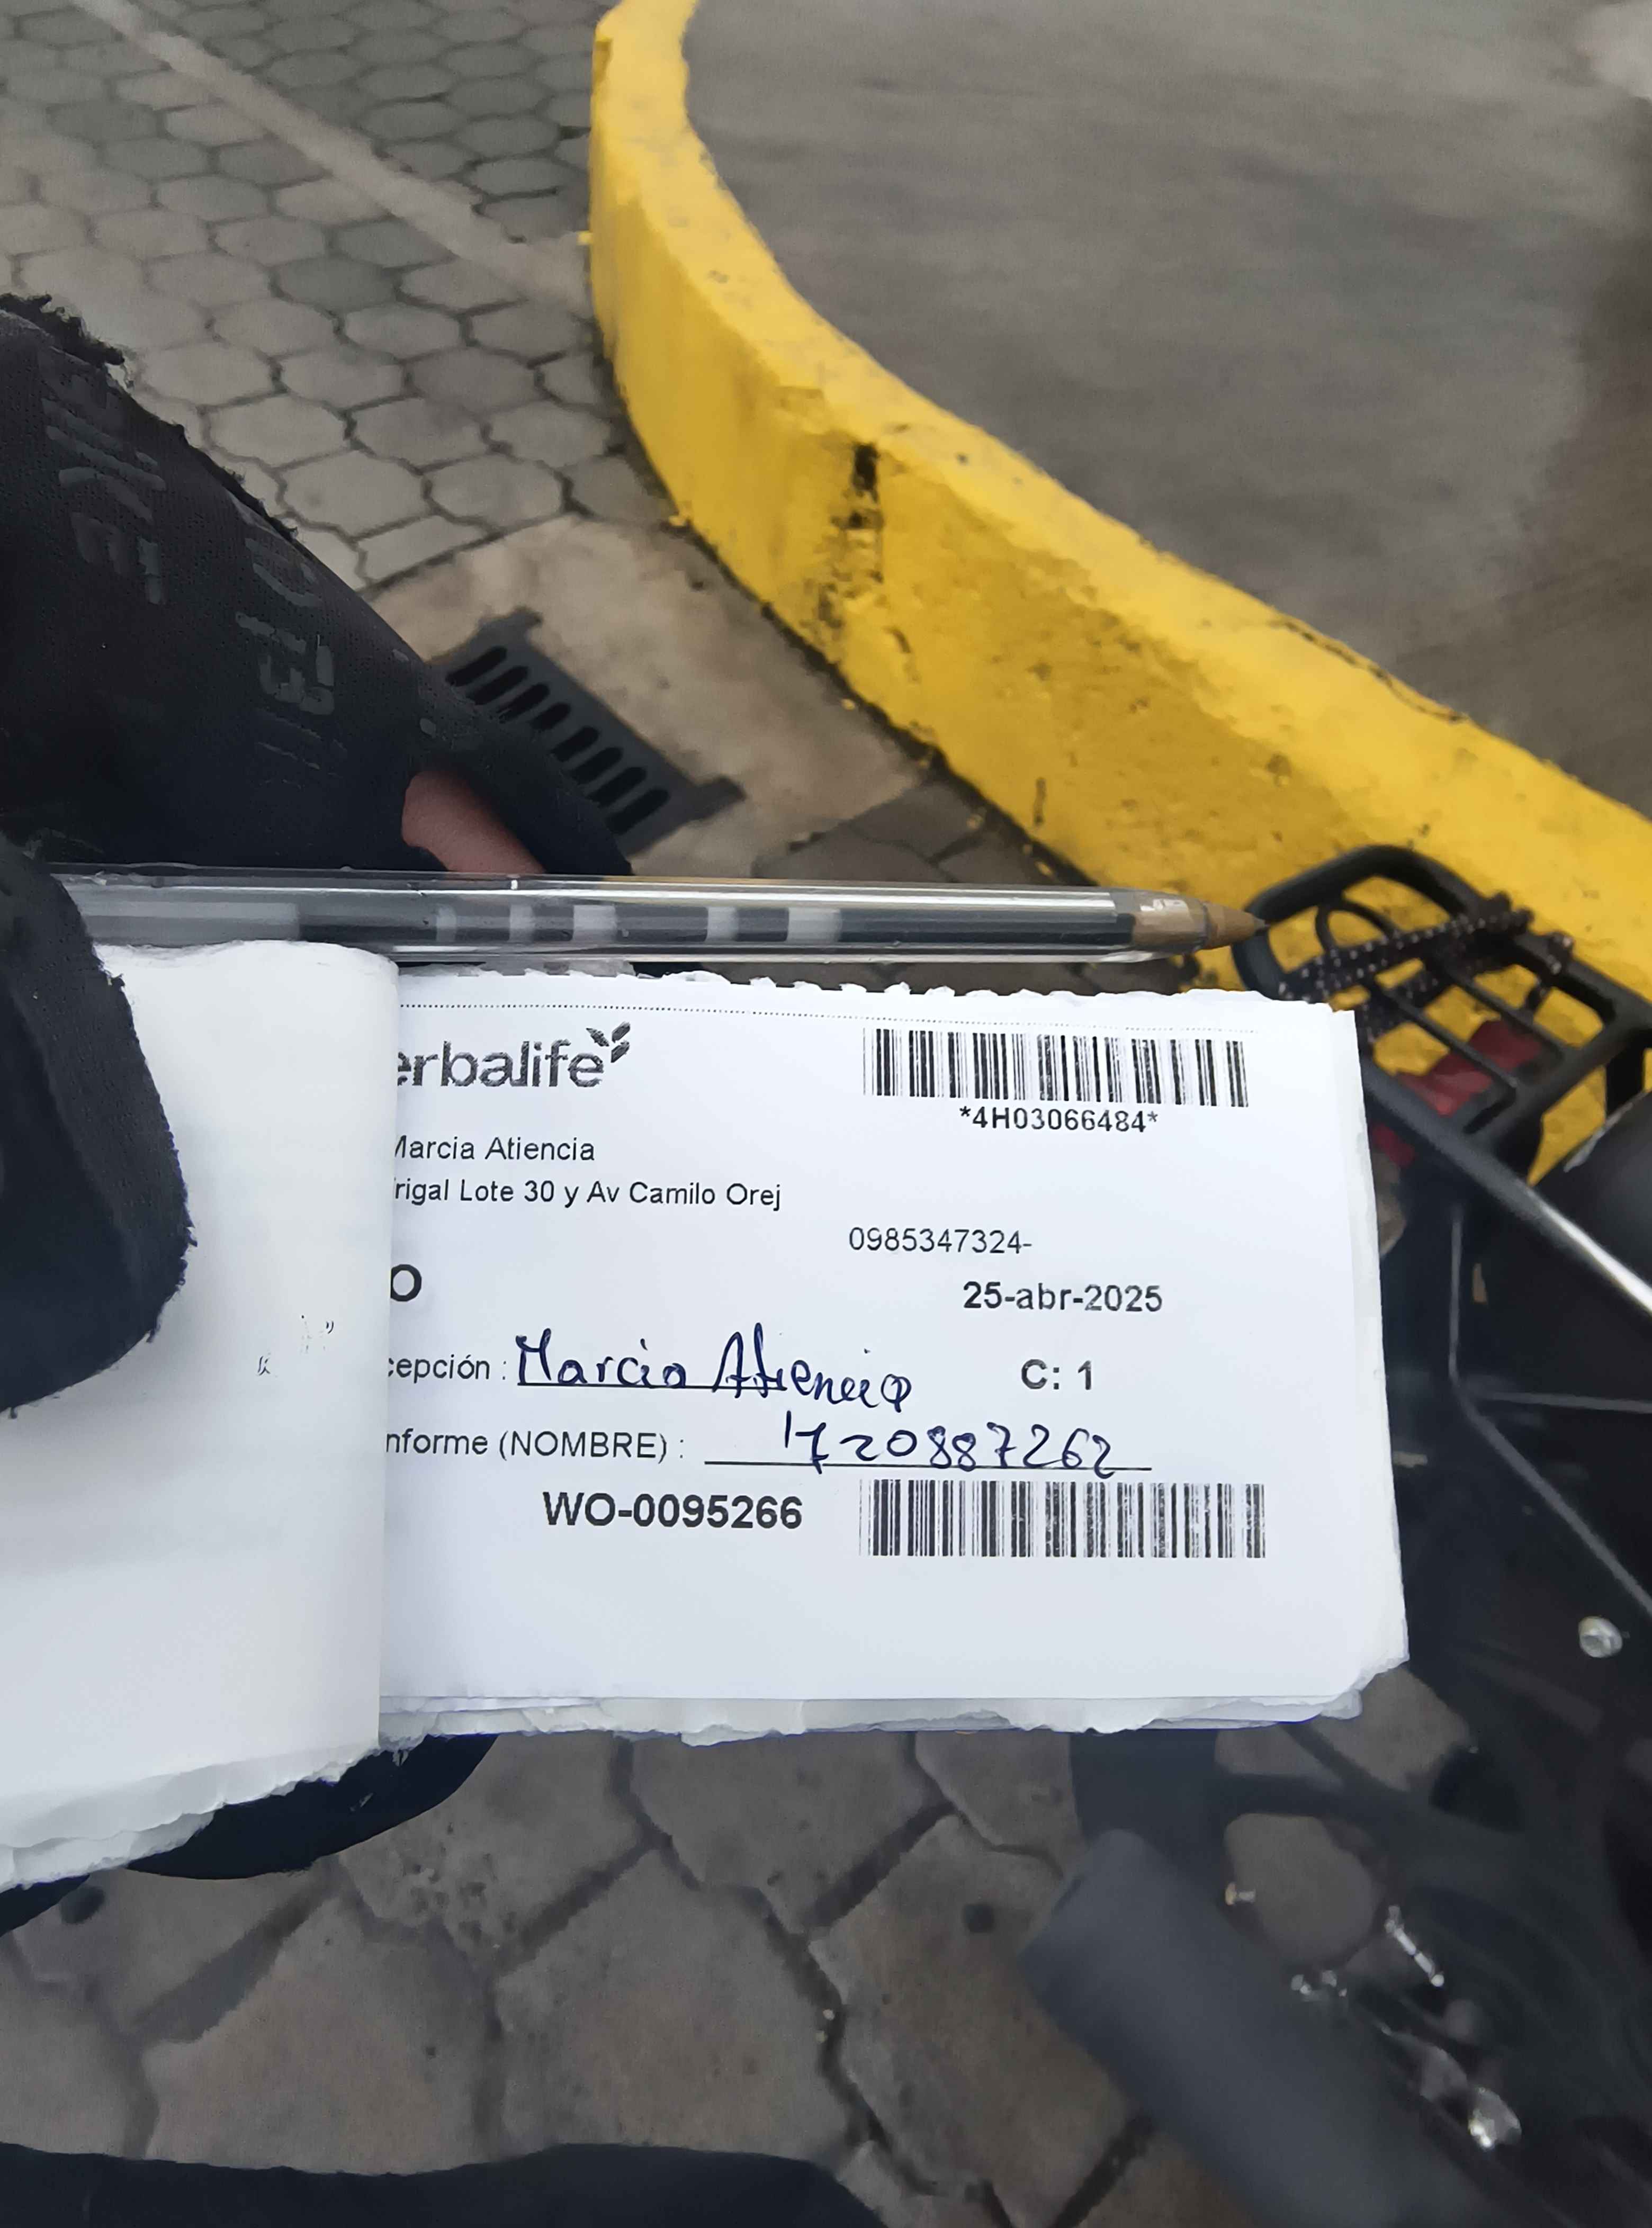 erbalife
*4H03066484*
Marcia Atiencia
rigal Lote 30 y Av Camilo Orej
0985347324-
O
25-abr-2025
cepción : Marcia Atiencia
C: 1
nforme (NOMBRE) : 1720887262
WO-0095266